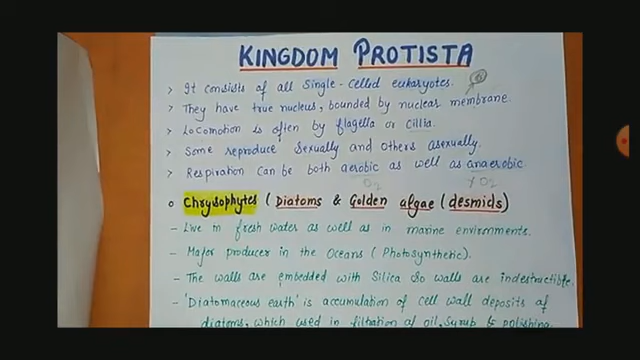 KINGDOM PROTISTA
> It consists of all Single-Celled eukaryotes.
> They have true nucleus, bounded by nuclear membrane.
> Locomotion is often by flagella or Cillia.
> Some reproduce Sexually and others asexually.
> Respiration Can be both aerobic as well as anaerobic
O2
O2
Chrysophytes (Diatoms & Golden algae (desmids)
- Live in fresh water as well as in marine environments.
- Major producer in the Oceans (Photosynthetic).
- The walls are embedded with Silica So walls are indestructible.
- 'Diatomaceous earth' is accumulation of cell wall deposits of
diatoms, which used in filtration of oil, Syrub & polishing.